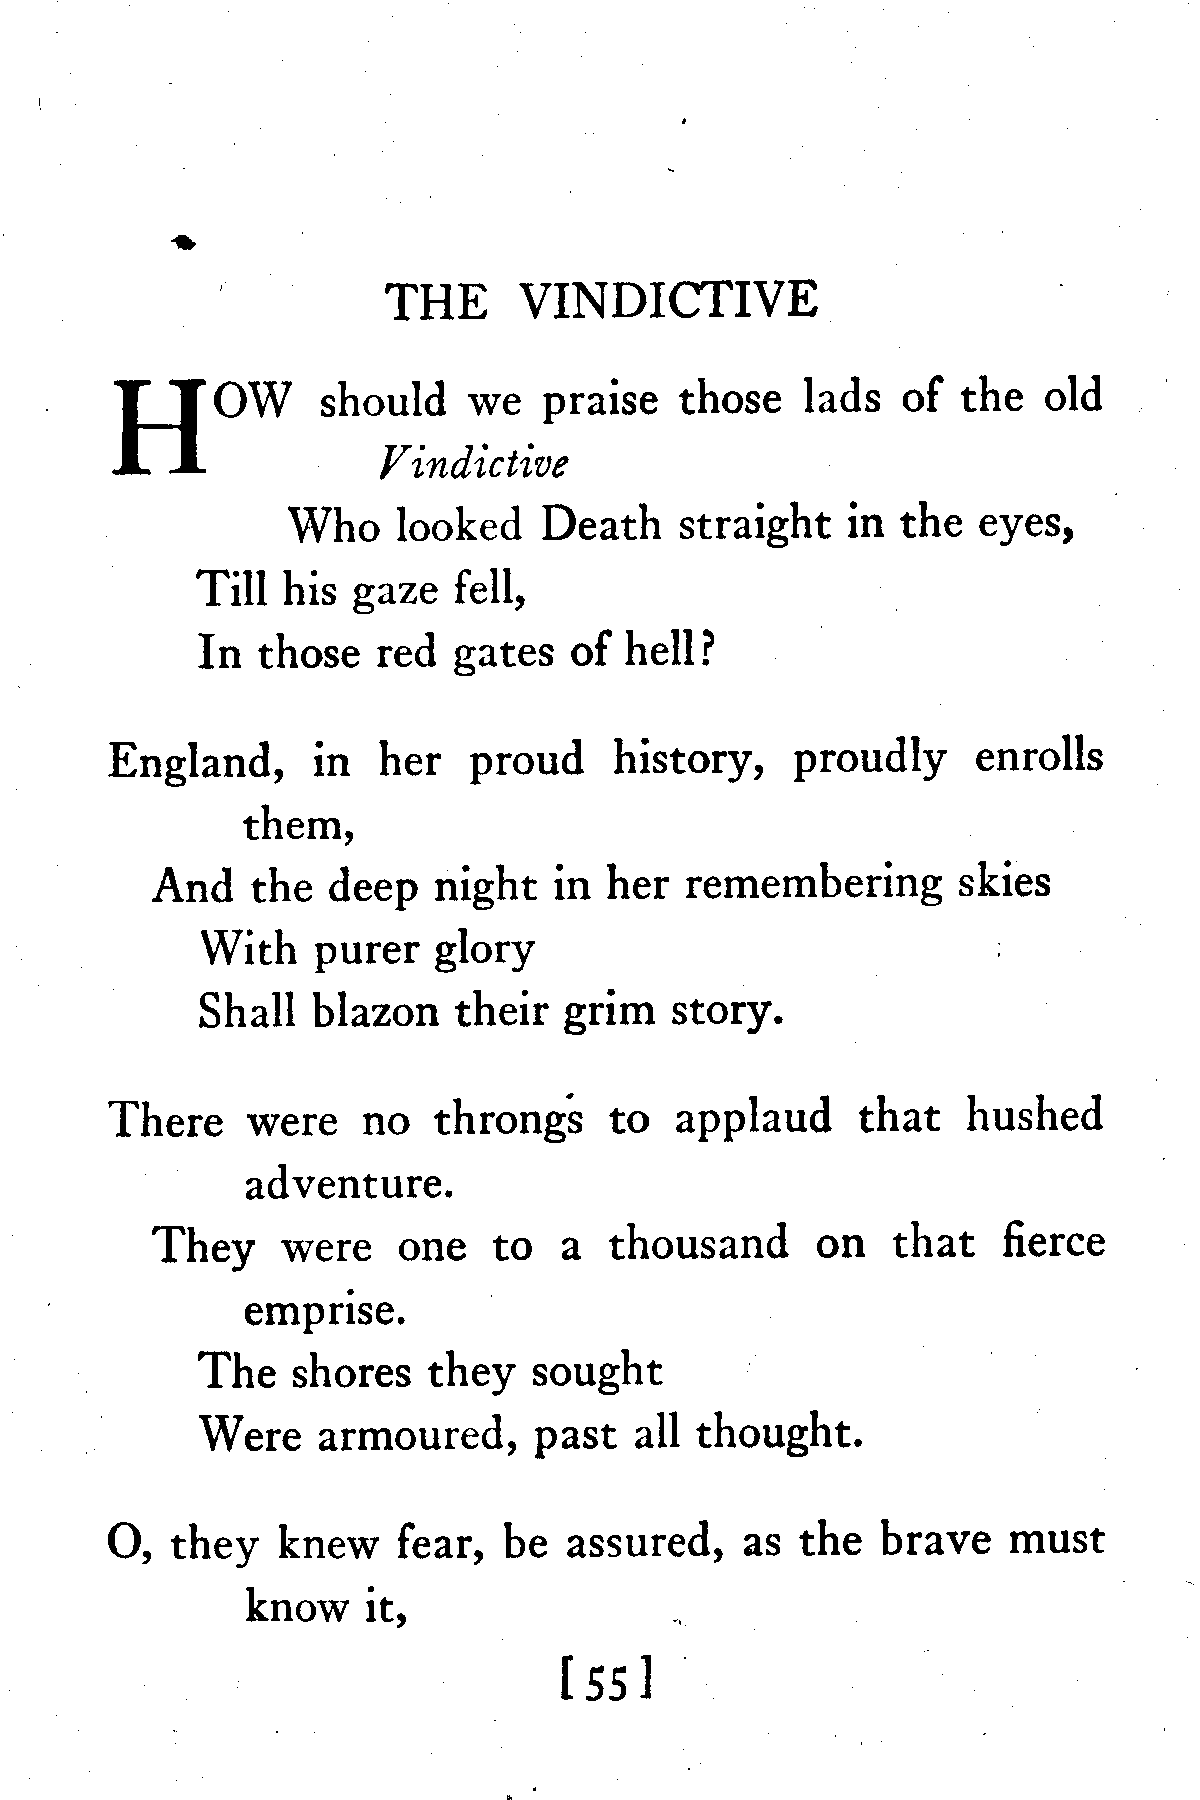 THE VINDICTIVE
HOW should we praise those lads of the old
Vindictive
Who looked Death straight in the eyes,
Till his gaze fell,
In those red gates of hell?
England, in her proud history, proudly enrolls
them,
And the deep night in her remembering skies
With purer glory
Shall blazon their grim story.
There were no throngs to applaud that hushed
adventure.
They were one to a thousand on that fierce
emprise.
The shores they sought
Were armoured, past all thought.
O, they knew fear, be assured, as the brave must
know it,
[55]